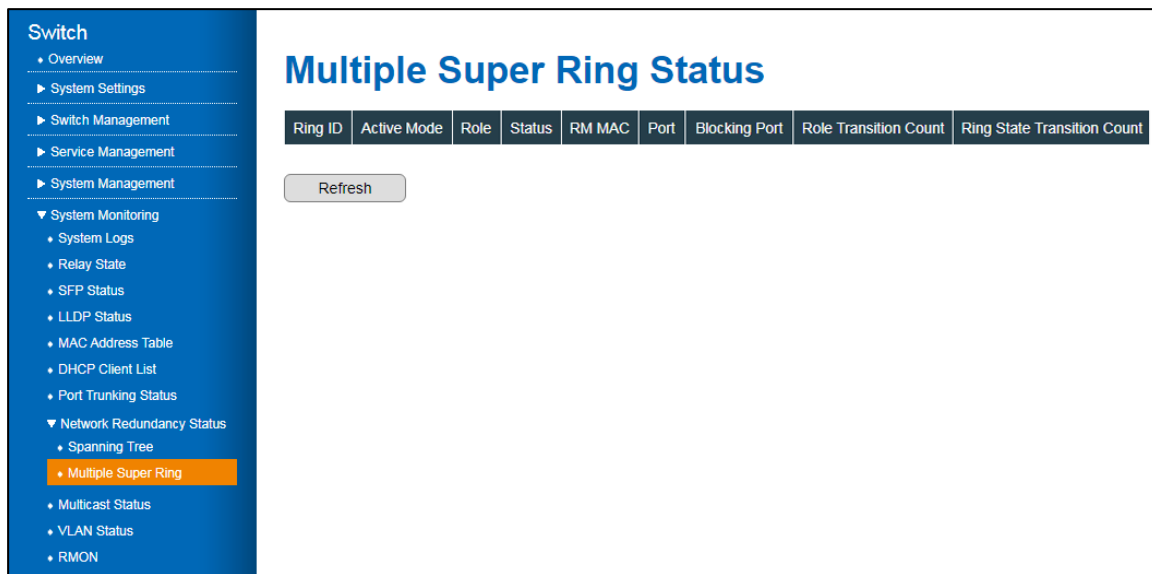 Switch
Overview
System Settings
Switch Management
Service Management
System Management
System Monitoring
System Logs
Relay State
SFP Status
LLDP Status
MAC Address Table
DHCP Client List
Port Trunking Status
Network Redundancy Status
Spanning Tree
Multiple Super Ring
Multicast Status
VLAN Status
RMON
Multiple Super Ring Status
Ring ID Active Mode Role Status RM MAC Port Blocking Port Role Transition Count Ring State Transition Count
Refresh